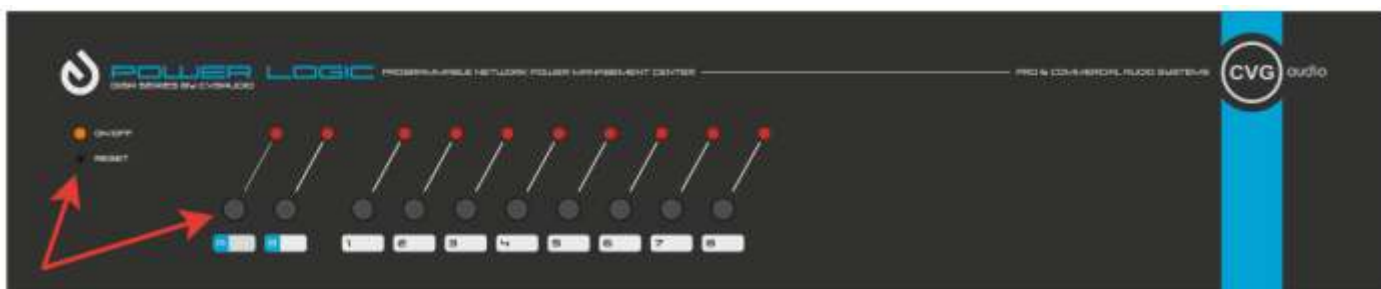 POWER LOGIC PROGRAMMABLE NETWORK POWER MANAGEMENT CENTER PRO & COMMERCIAL AUDIO SYSTEMS CVG audio
DIGI SERIES BY CVGAUDIO
ON/OFF
RESET
1 2 3 4 5 6 7 8